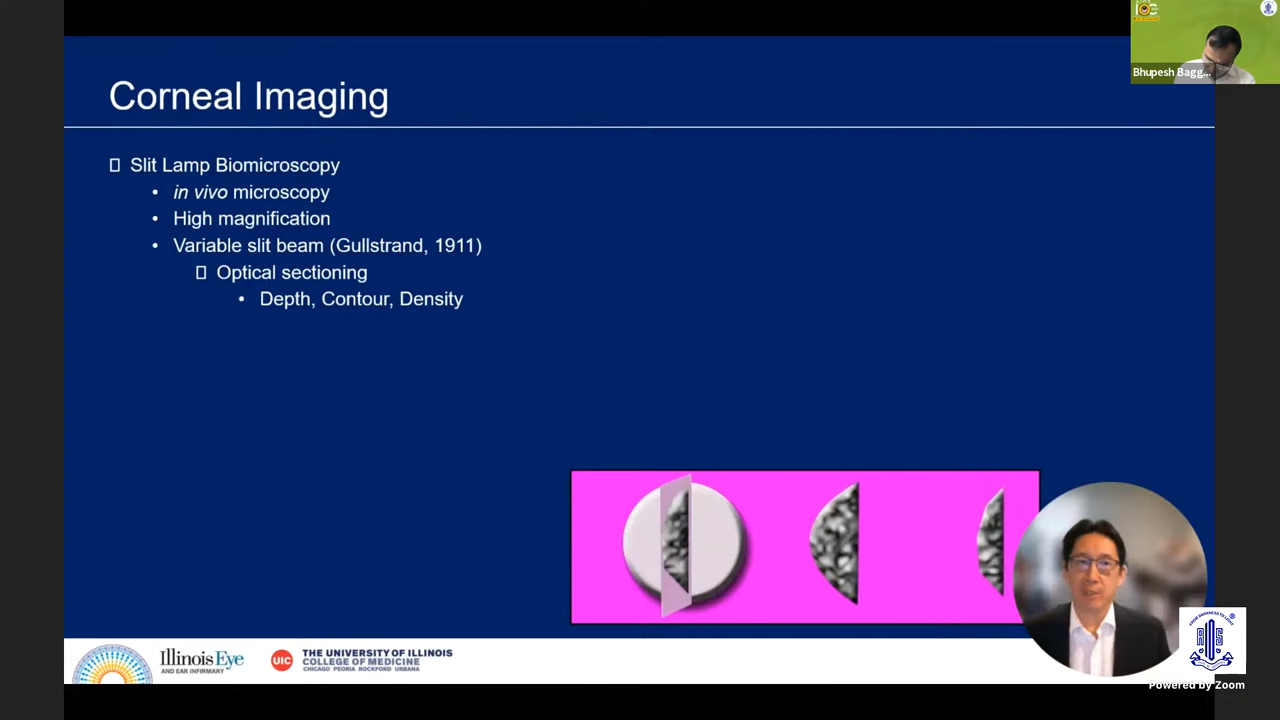 Corneal Imaging
Slit Lamp Biomicroscopy
• in vivo microscopy
• High magnification
• Variable slit beam (Gullstrand, 1911)
Optical sectioning
• Depth, Contour, Density
Bhupesh Bagg...
Illinois Eye
AND EAR INFIRMARY
UIC
THE UNIVERSITY OF ILLINOIS
COLLEGE OF MEDICINE
CHICAGO PEORIA ROCKFORD URBANA
Powered by Zoom